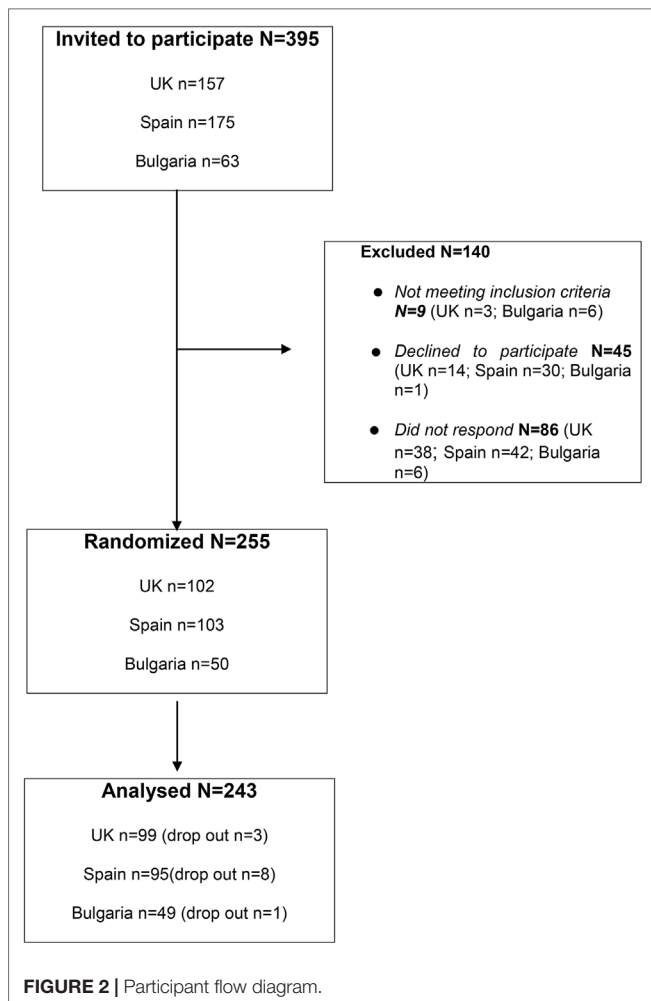 Invited to participate N=395
UK n=157
Spain n=175
Bulgaria n=63
Excluded N=140
● Not meeting inclusion criteria
N=9 (UK n=3; Bulgaria n=6)
● Declined to participate N=45
(UK n=14; Spain n=30; Bulgaria
n=1)
● Did not respond N=86 (UK
n=38; Spain n=42; Bulgaria
n=6)
Randomized N=255
UK n=102
Spain n=103
Bulgaria n=50
Analysed N=243
UK n=99 (drop out n=3)
Spain n=95(drop out n=8)
Bulgaria n=49 (drop out n=1)
FIGURE 2 | Participant flow diagram.